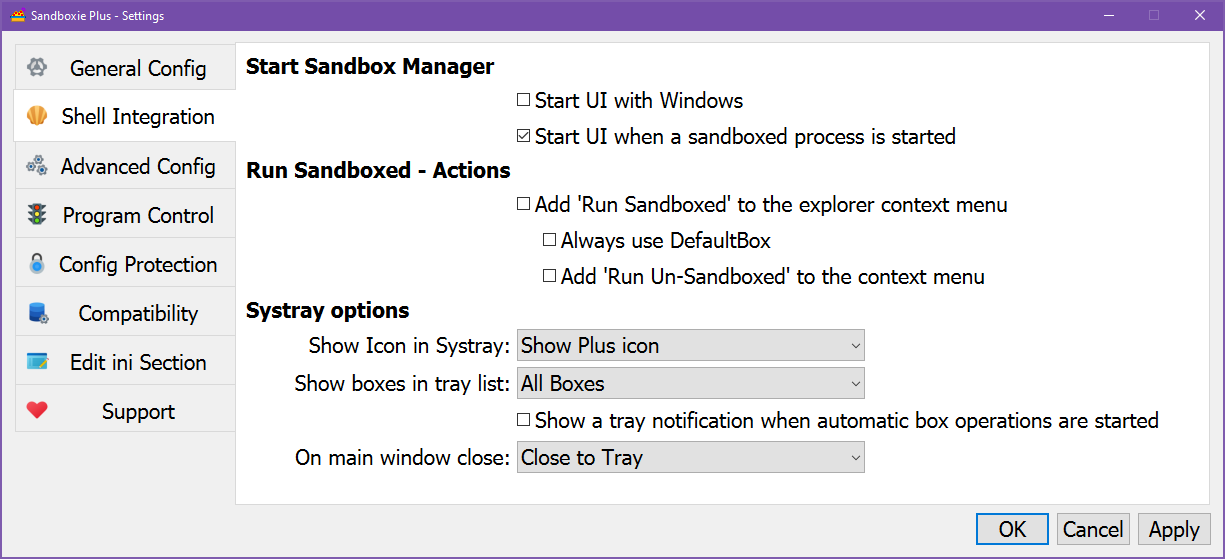 Sandboxie Plus - Settings
General Config
Shell Integration
Advanced Config
Program Control
Config Protection
Compatibility
Edit ini Section
Support
Start Sandbox Manager
Start UI with Windows
Start UI when a sandboxed process is started
Run Sandboxed - Actions
Add 'Run Sandboxed' to the explorer context menu
Always use DefaultBox
Add 'Run Un-Sandboxed' to the context menu
Systray options
Show Icon in Systray: Show Plus icon
Show boxes in tray list: All Boxes
Show a tray notification when automatic box operations are started
On main window close: Close to Tray
OK Cancel Apply